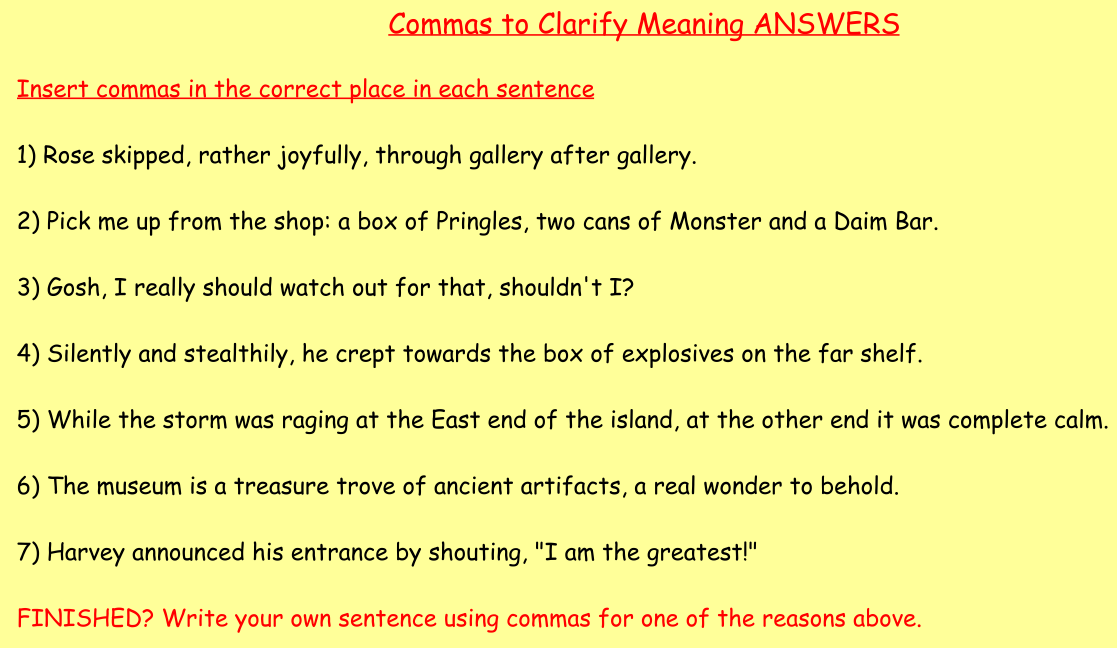 Commas to Clarify Meaning ANSWERS
Insert commas in the correct place in each sentence
1) Rose skipped, rather joyfully, through gallery after gallery.
2) Pick me up from the shop: a box of Pringles, two cans of Monster and a Daim Bar.
3) Gosh, I really should watch out for that, shouldn't I?
4) Silently and stealthily, he crept towards the box of explosives on the far shelf.
5) While the storm was raging at the East end of the island, at the other end it was complete calm.
6) The museum is a treasure trove of ancient artifacts, a real wonder to behold.
7) Harvey announced his entrance by shouting, "I am the greatest!"
FINISHED? Write your own sentence using commas for one of the reasons above.